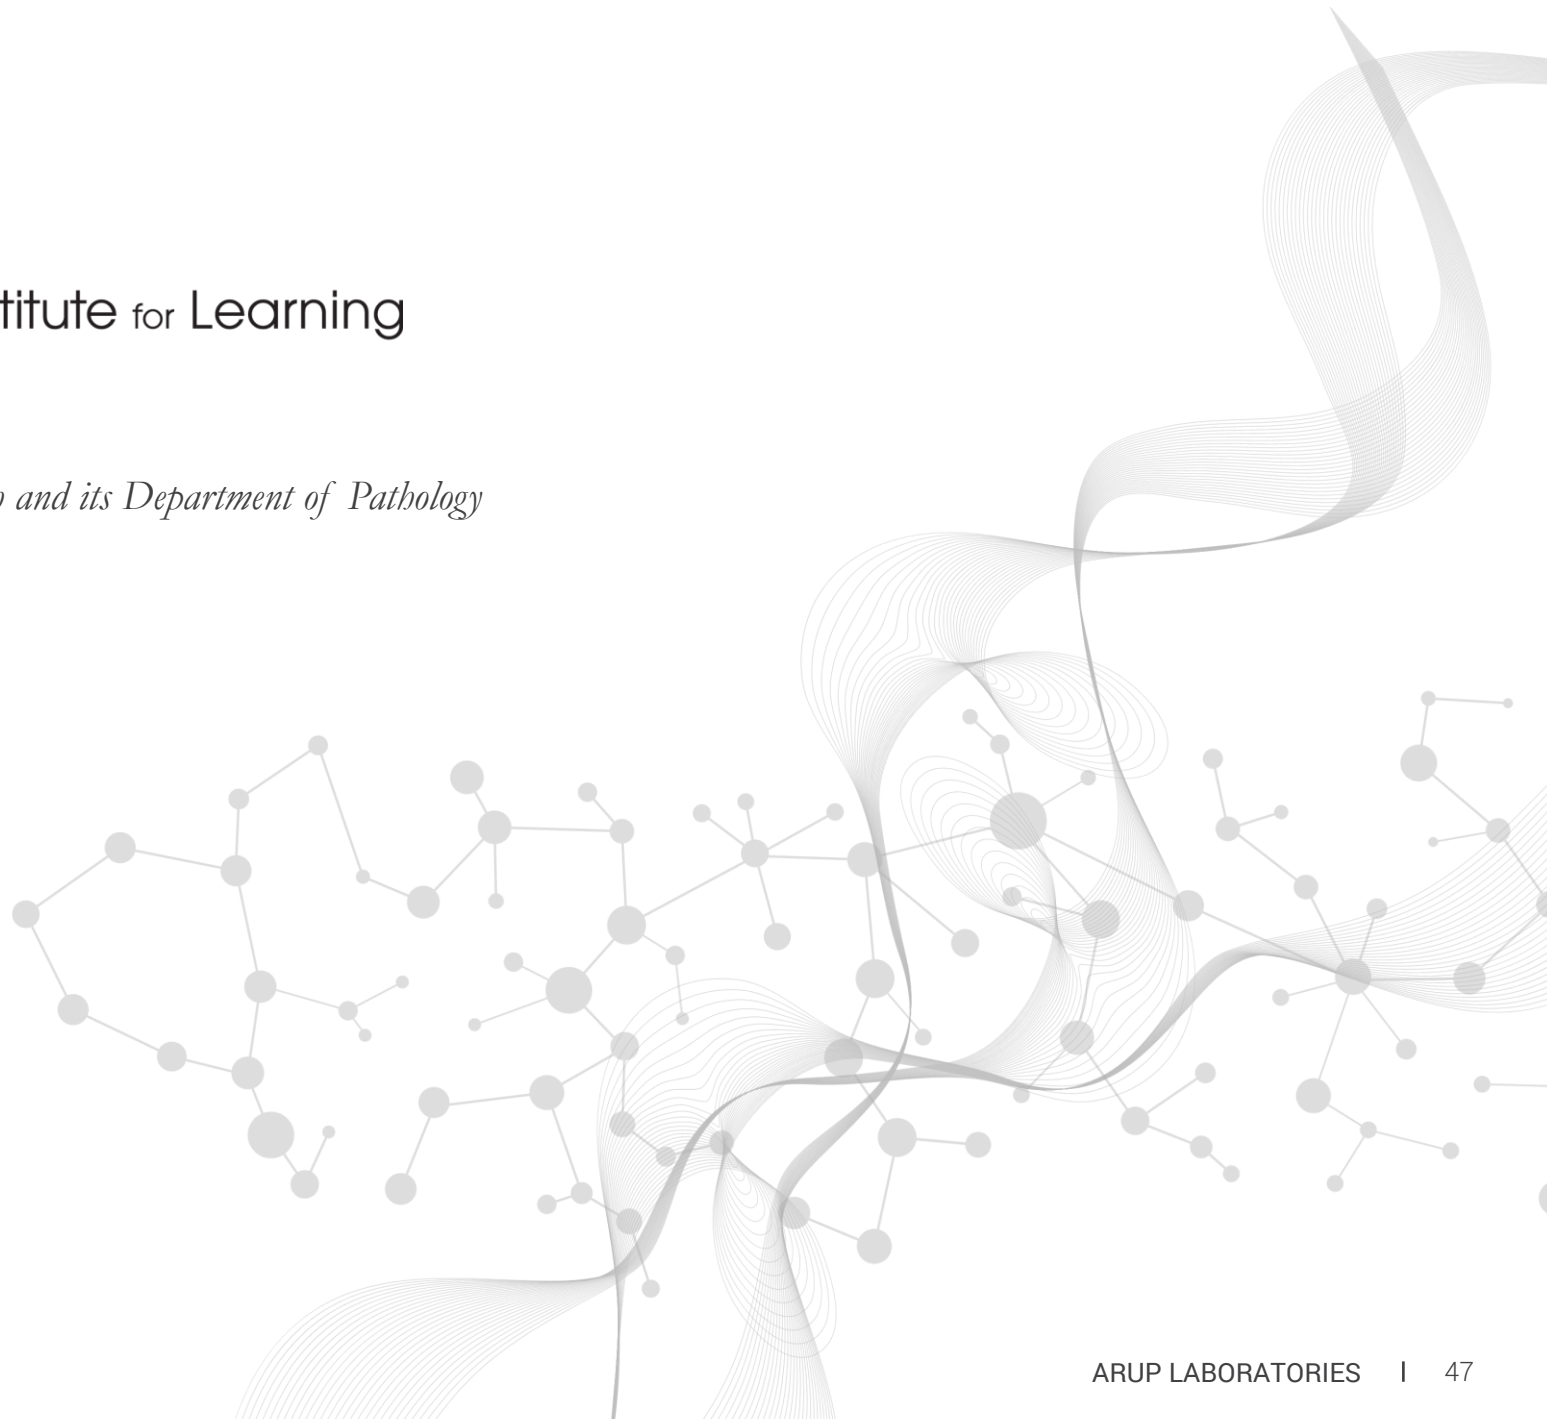 titute for Learning
and its Department of Pathology
ARUP LABORATORIES | 47